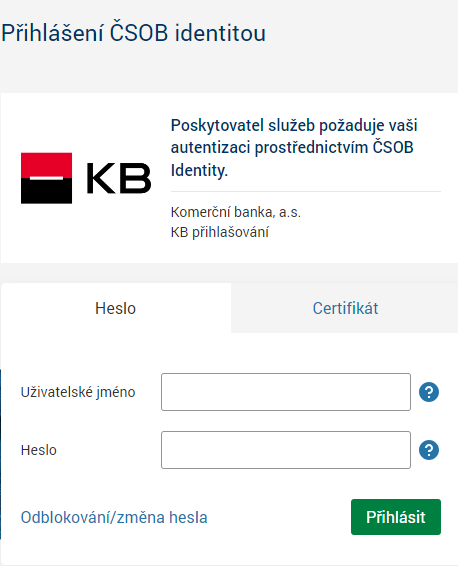 Přihlášení ČSOB identitou
Poskytovatel služeb požaduje vaši
autentizaci prostřednictvím ČSOB
Identity.
KB
Komerční banka, a.s.
KB přihlašování
Heslo
Certifikát
Uživatelské jméno
?
Heslo
?
Odblokování/změna hesla
Přihlásit